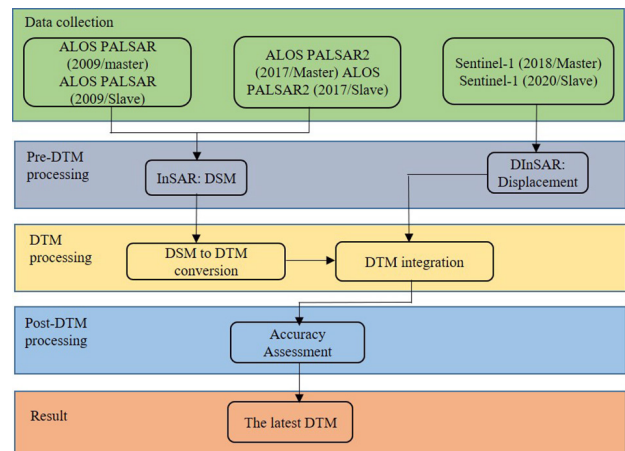 Data collection
ALOS PALSAR
(2009/master)
ALOS PALSAR
(2009/Slave)
ALOS PALSAR2
(2017/Master) ALOS
PALSAR2 (2017/Slave)
Sentinel-1 (2018/Master)
Sentinel-1 (2020/Slave)
Pre-DTM
processing
InSAR: DSM
DInSAR:
Displacement
DTM
processing
DSM to DTM
conversion
DTM integration
Post-DTM
processing
Accuracy
Assessment
Result
The latest DTM